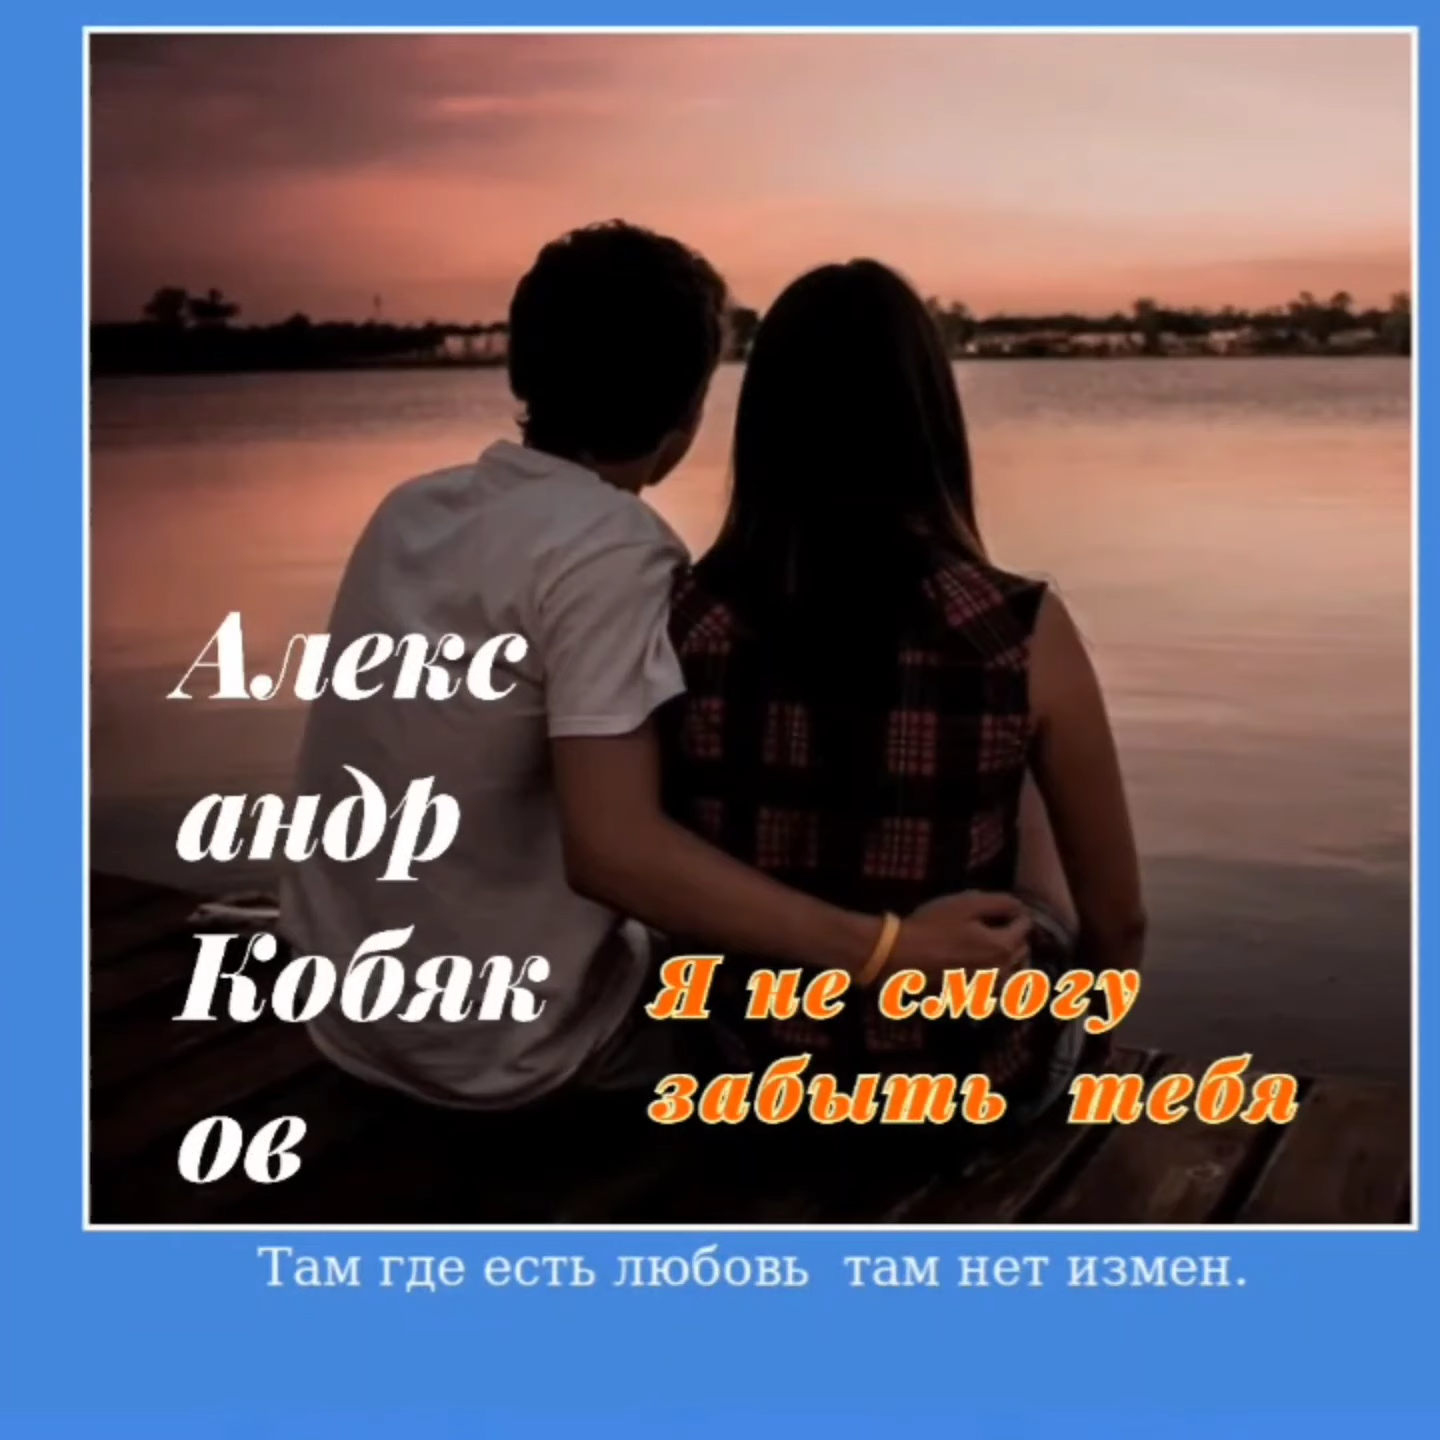 Алекс
андр
Кобяк
ов
Я не смогу
забыть тебя
Там где есть любовь там нет измен.